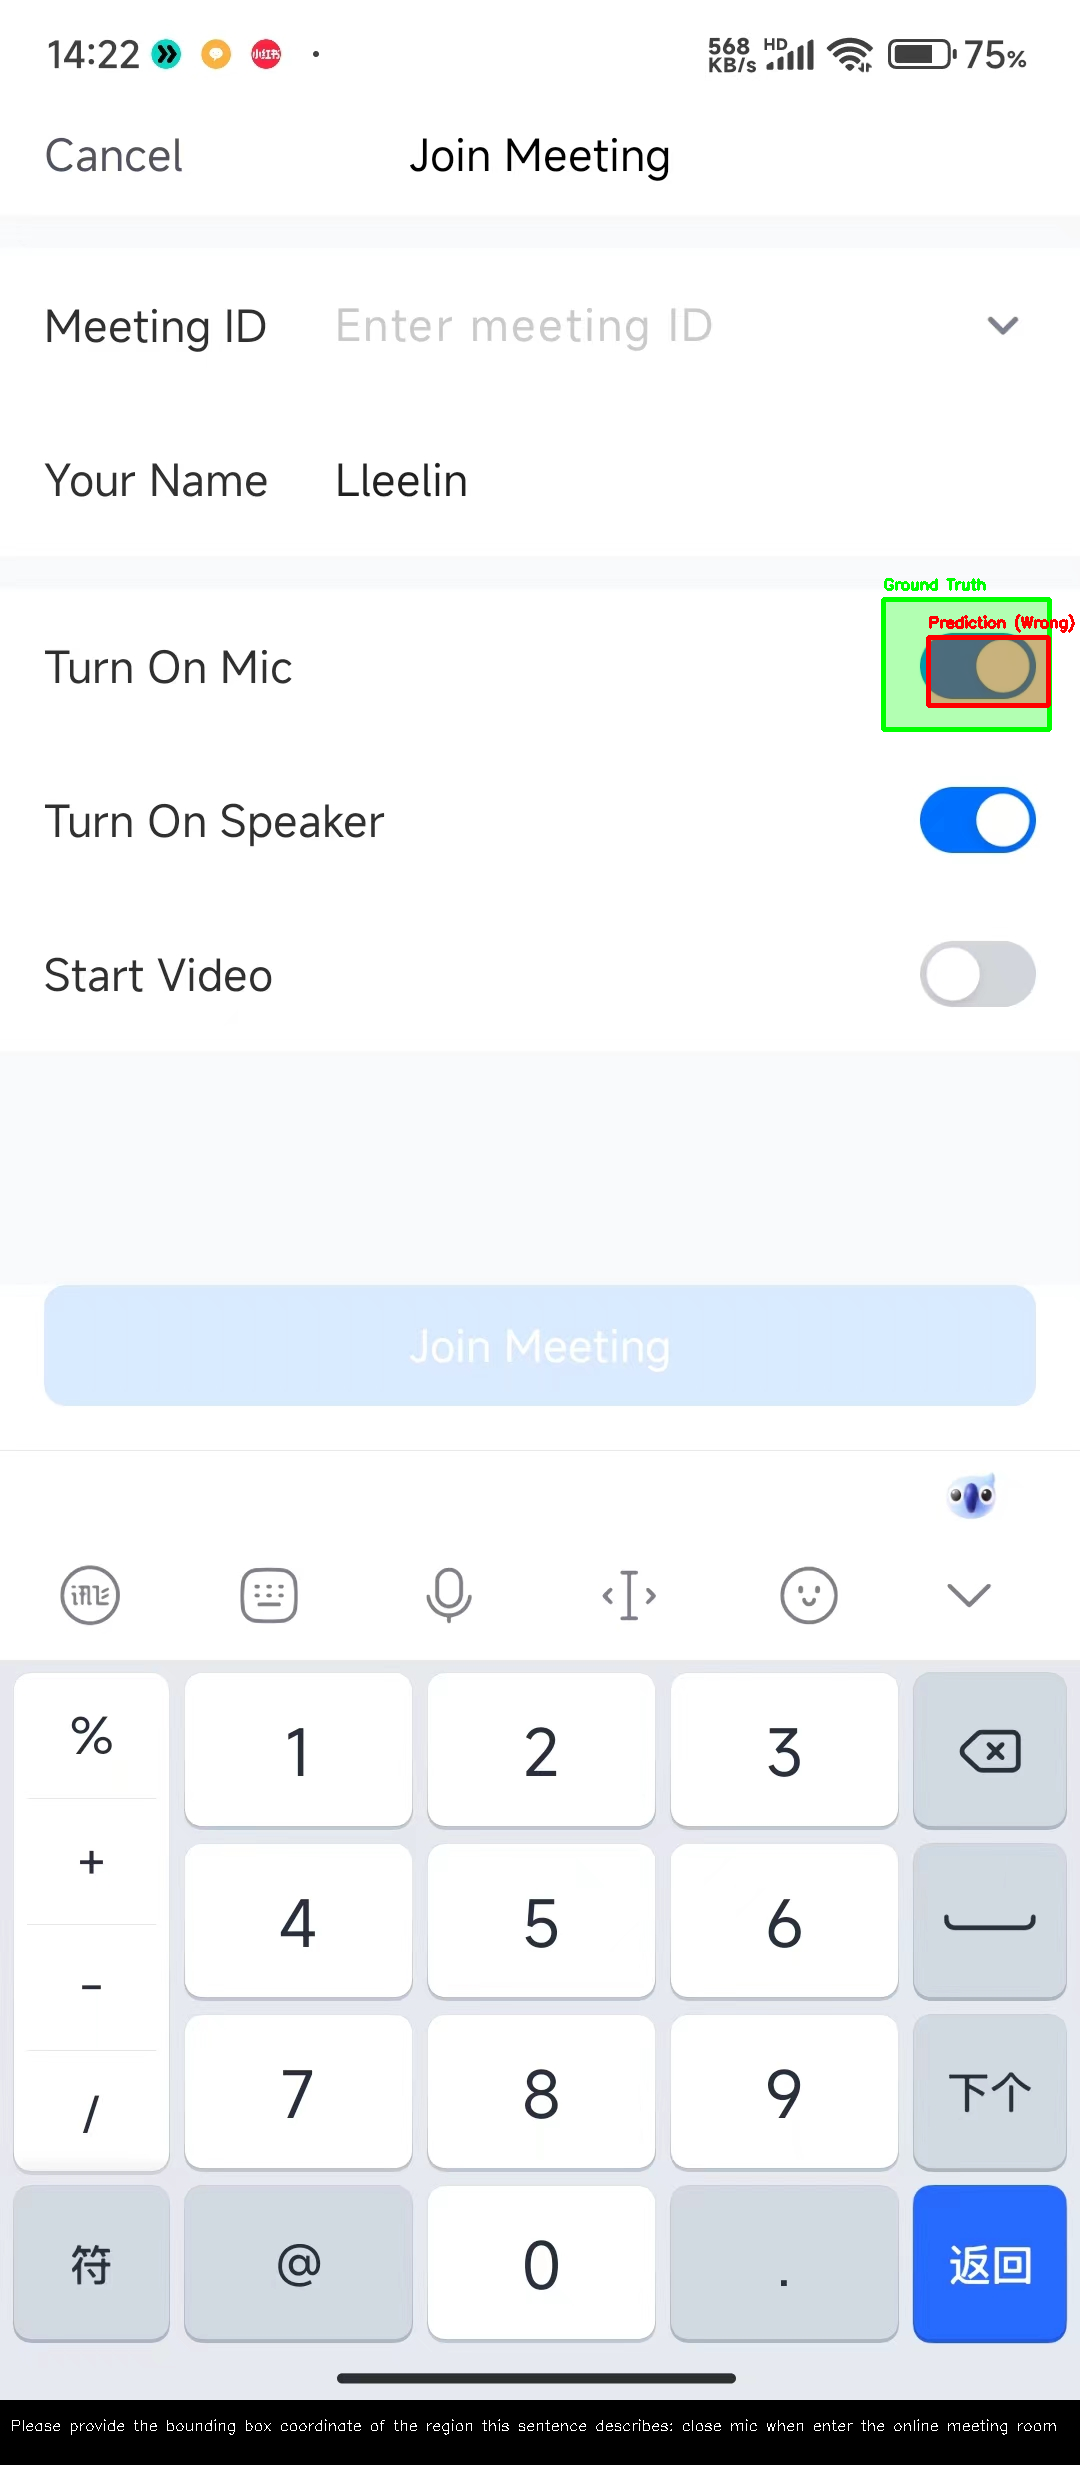 14:22
小红书
568 KB/s
HD
75%
Cancel
Join Meeting
Meeting ID
Enter meeting ID
Your Name
Lleelin
Ground Truth
Prediction (Wrong)
Turn On Mic
Turn On Speaker
Start Video
Join Meeting
%
1
2
3
+
4
5
6
-
7
8
9
下个
/
符
@
0
.
返回
Please provide the bounding box coordinate of the region this sentence describes: close mic when enter the online meeting room